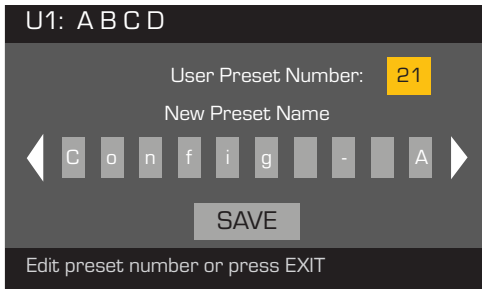 U1: A B C D
User Preset Number: 21
New Preset Name
C o n f i g - A
SAVE
Edit preset number or press EXIT